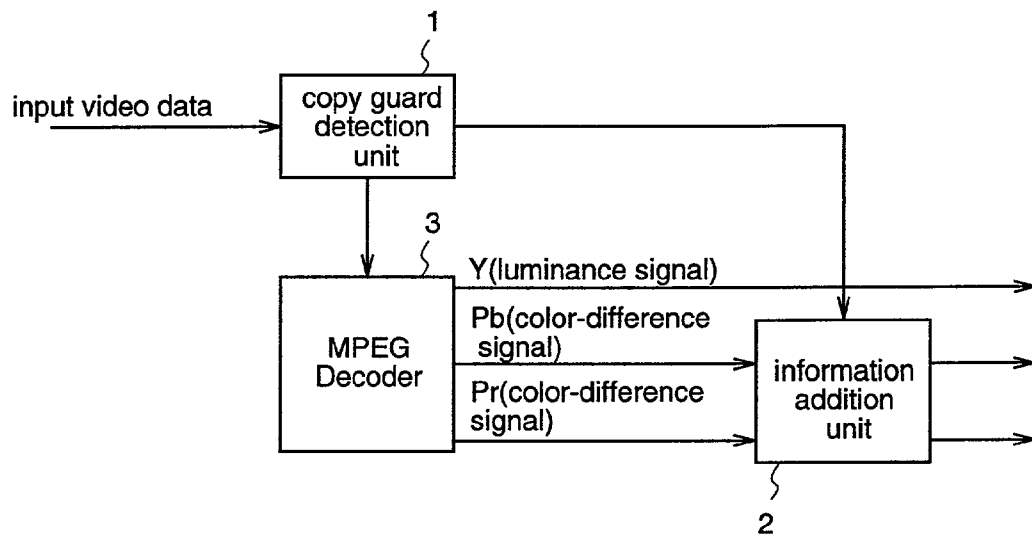 1
input video data
copy guard
detection
unit
3
Y(luminance signal)
Pb(color-difference
signal)
MPEG
Decoder
Pr(color-difference
signal)
information
addition
unit
2